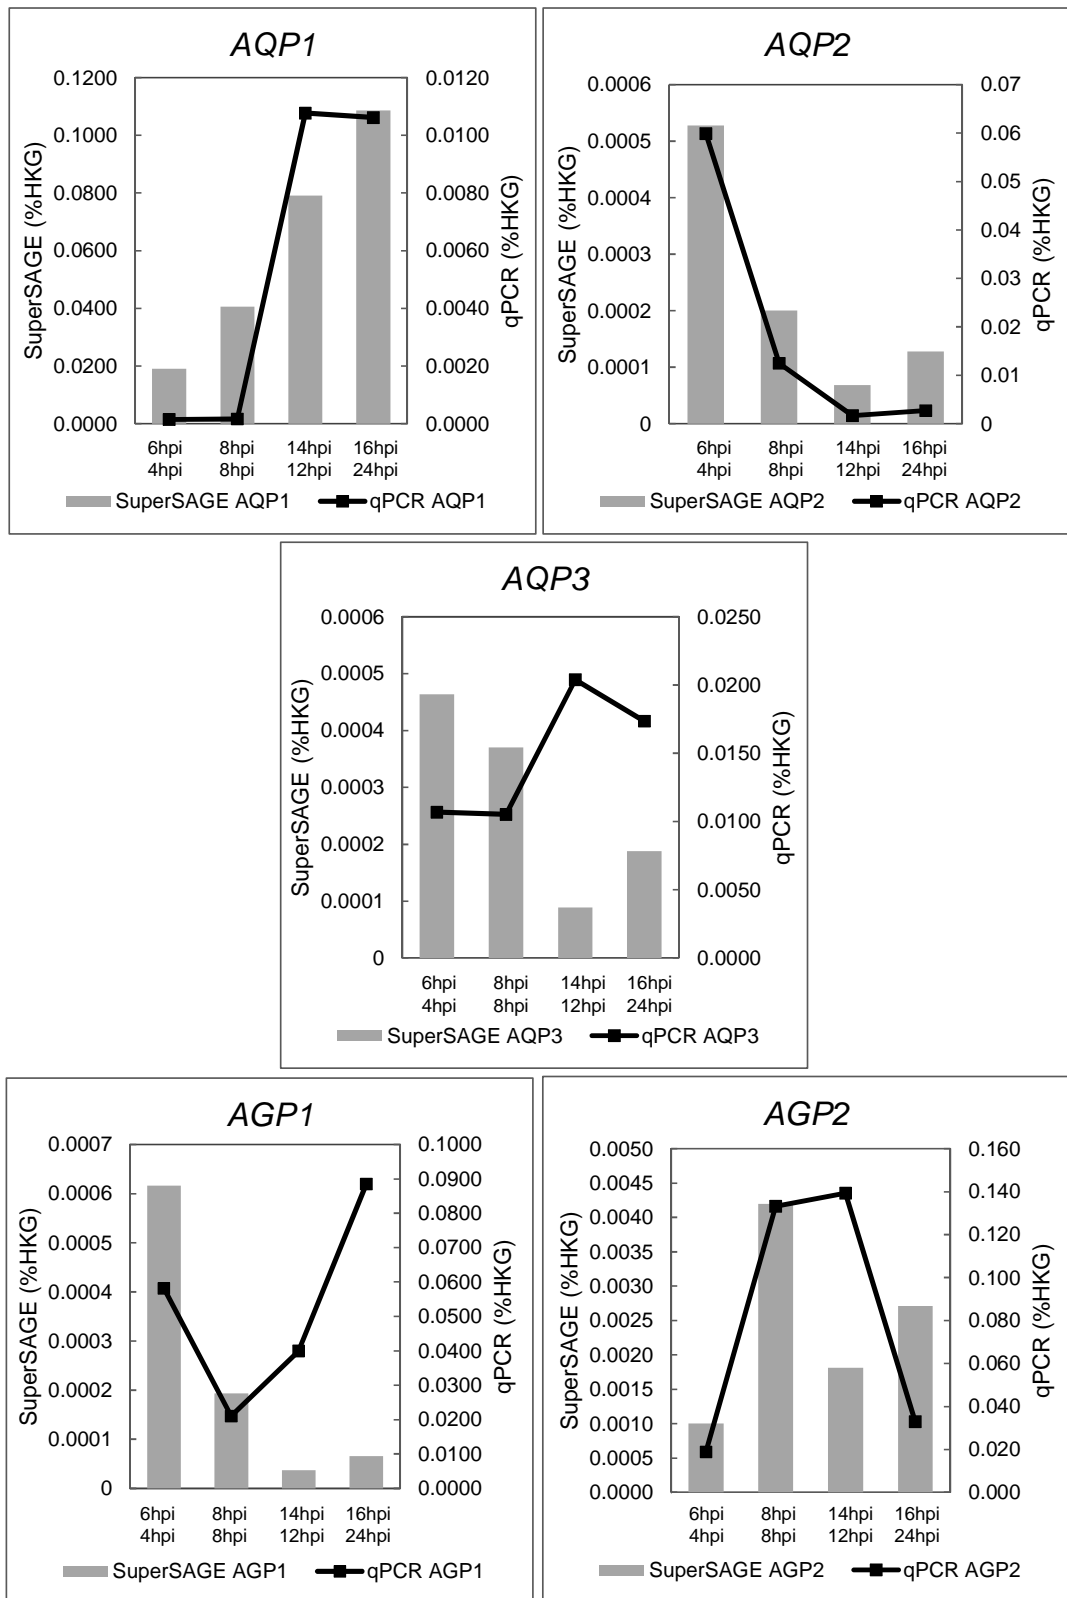 AQP1
0.1200
0.1000
0.0800
0.0600
0.0400
0.0200
0.0000
SuperSAGE (%HKG)
0.0120
0.0100
0.0080
0.0060
0.0040
0.0020
0.0000
qPCR (%HKG)
6hpi 8hpi 14hpi 16hpi
4hpi 8hpi 12hpi 24hpi
SuperSAGE AQP1 qPCR AQP1
AQP2
0.0006
0.0005
0.0004
0.0003
0.0002
0.0001
0
SuperSAGE (%HKG)
0.07
0.06
0.05
0.04
0.03
0.02
0.01
0
qPCR (%HKG)
6hpi 8hpi 14hpi 16hpi
4hpi 8hpi 12hpi 24hpi
SuperSAGE AQP2 qPCR AQP2
AQP3
0.0006
0.0005
0.0004
0.0003
0.0002
0.0001
0
SuperSAGE (%HKG)
0.0250
0.0200
0.0150
0.0100
0.0050
0.0000
qPCR (%HKG)
6hpi 8hpi 14hpi 16hpi
4hpi 8hpi 12hpi 24hpi
SuperSAGE AQP3 qPCR AQP3
AGP1
0.0007
0.0006
0.0005
0.0004
0.0003
0.0002
0.0001
0
SuperSAGE (%HKG)
0.1000
0.0900
0.0800
0.0700
0.0600
0.0500
0.0400
0.0300
0.0200
0.0100
0.0000
qPCR (%HKG)
6hpi 8hpi 14hpi 16hpi
4hpi 8hpi 12hpi 24hpi
SuperSAGE AGP1 qPCR AGP1
AGP2
0.0050
0.0045
0.0040
0.0035
0.0030
0.0025
0.0020
0.0015
0.0010
0.0005
0.0000
SuperSAGE (%HKG)
0.160
0.140
0.120
0.100
0.080
0.060
0.040
0.020
0.000
qPCR (%HKG)
6hpi 8hpi 14hpi 16hpi
4hpi 8hpi 12hpi 24hpi
SuperSAGE AGP2 qPCR AGP2